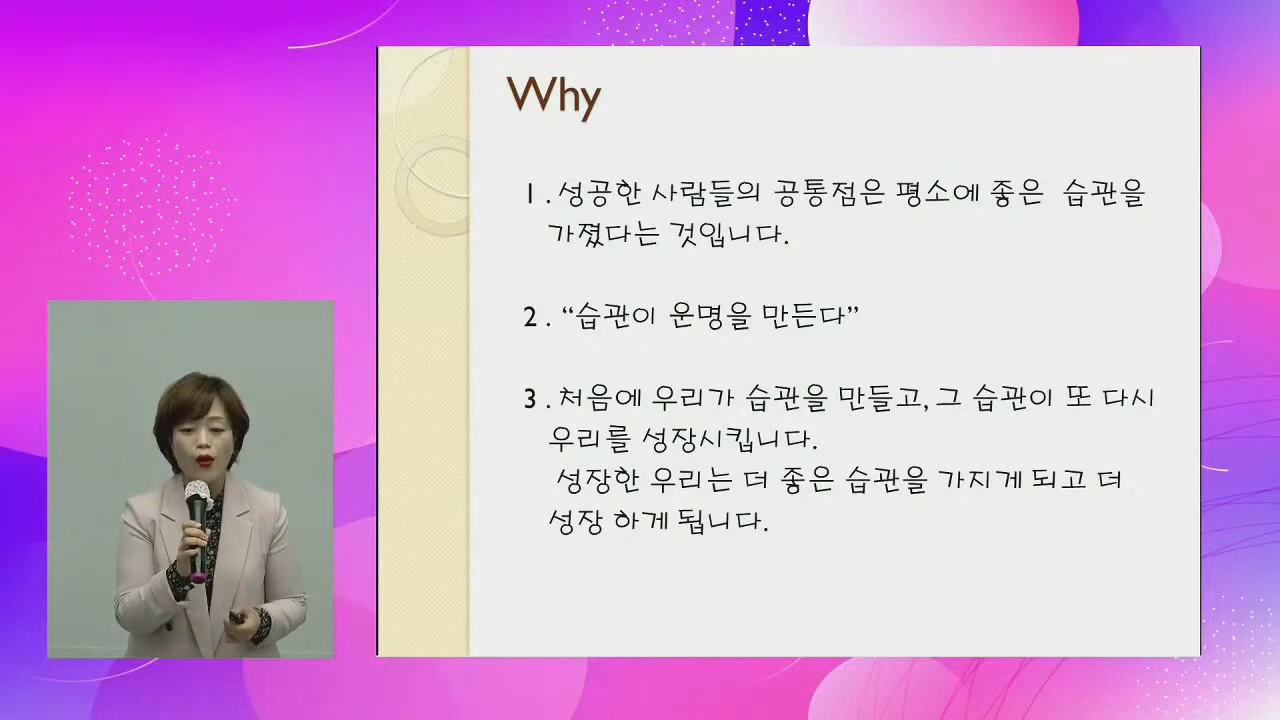 Why
1 . 성공한 사람들의 공통점은 평소에 좋은 습관을
가졌다는 것입니다.
2 . “습관이 운명을 만든다”
3 . 처음에 우리가 습관을 만들고, 그 습관이 또 다시
우리를 성장시킵니다.
성장한 우리는 더 좋은 습관을 가지게 되고 더
성장 하게 됩니다.